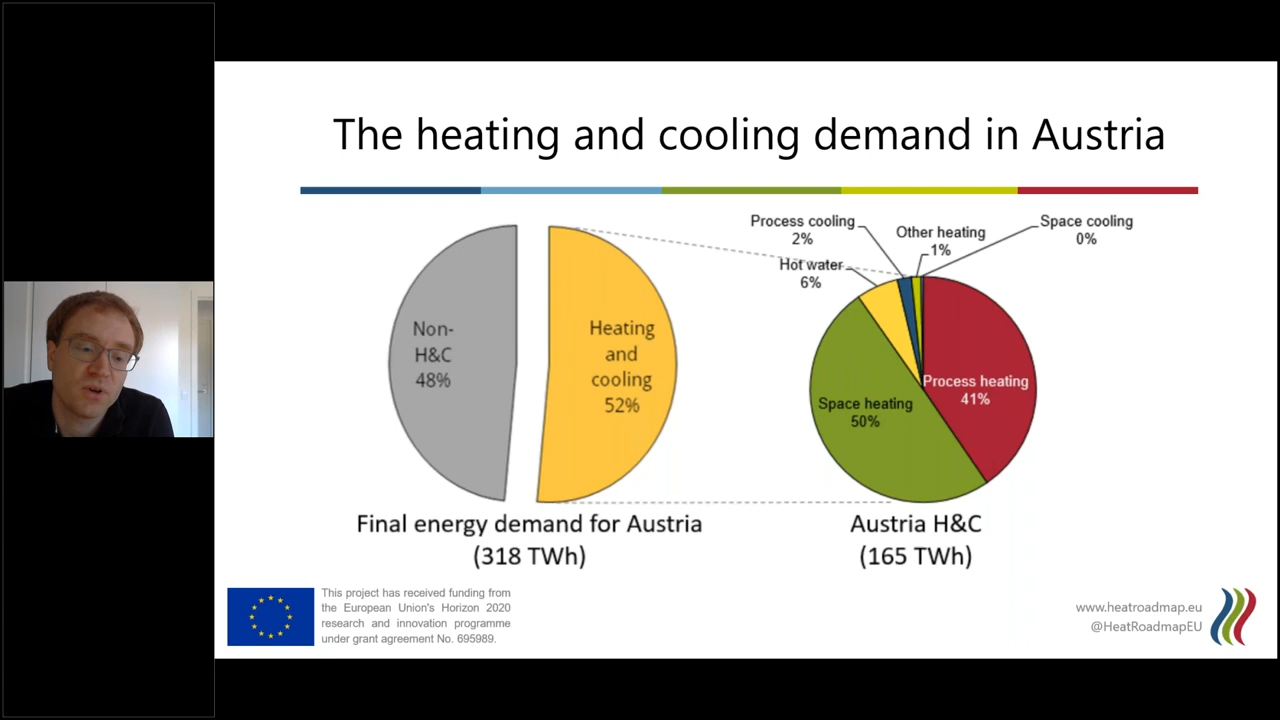 The heating and cooling demand in Austria
Non-
H&C
48%
Heating
and
cooling
52%
Final energy demand for Austria
(318 TWh)
Process cooling
2%
Other heating
1%
Space cooling
0%
Hot water
6%
Process heating
41%
Space heating
50%
Austria H&C
(165 TWh)
This project has received funding from
the European Union's Horizon 2020
research and innovation programme
under grant agreement No. 695989.
www.heatroadmap.eu
@HeatRoadmapEU